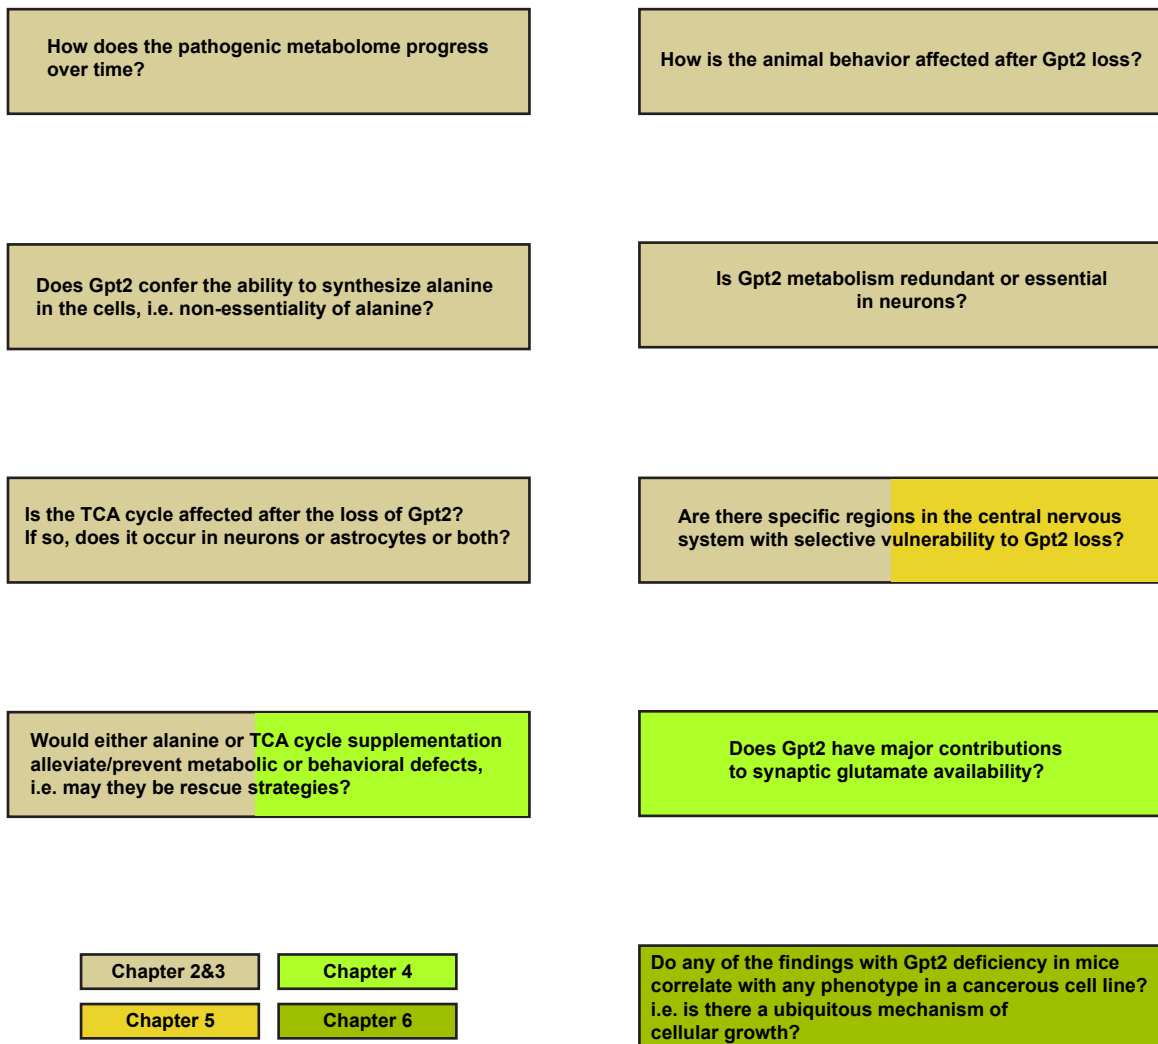 How does the pathogenic metabolome progress
over time?
How is the animal behavior affected after Gpt2 loss?
Does Gpt2 confer the ability to synthesize alanine
in the cells, i.e. non-essentiality of alanine?
Is Gpt2 metabolism redundant or essential
in neurons?
Is the TCA cycle affected after the loss of Gpt2?
If so, does it occur in neurons or astrocytes or both?
Are there specific regions in the central nervous
system with selective vulnerability to Gpt2 loss?
Would either alanine or TCA cycle supplementation
alleviate/prevent metabolic or behavioral defects,
i.e. may they be rescue strategies?
Does Gpt2 have major contributions
to synaptic glutamate availability?
Chapter 2&3
Chapter 4
Chapter 5
Chapter 6
Do any of the findings with Gpt2 deficiency in mice
correlate with any phenotype in a cancerous cell line?
i.e. is there a ubiquitous mechanism of
cellular growth?